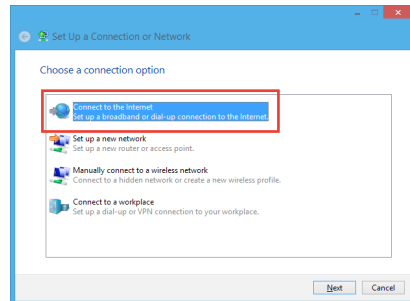 Set Up a Connection or Network
Choose a connection option
Connect to the Internet
Set up a broadband or dial-up connection to the Internet.
Set up a new network
Set up a new router or access point.
Manually connect to a wireless network
Connect to a hidden network or create a new wireless profile.
Connect to a workplace
Set up a dial-up or VPN connection to your workplace.
Next Cancel